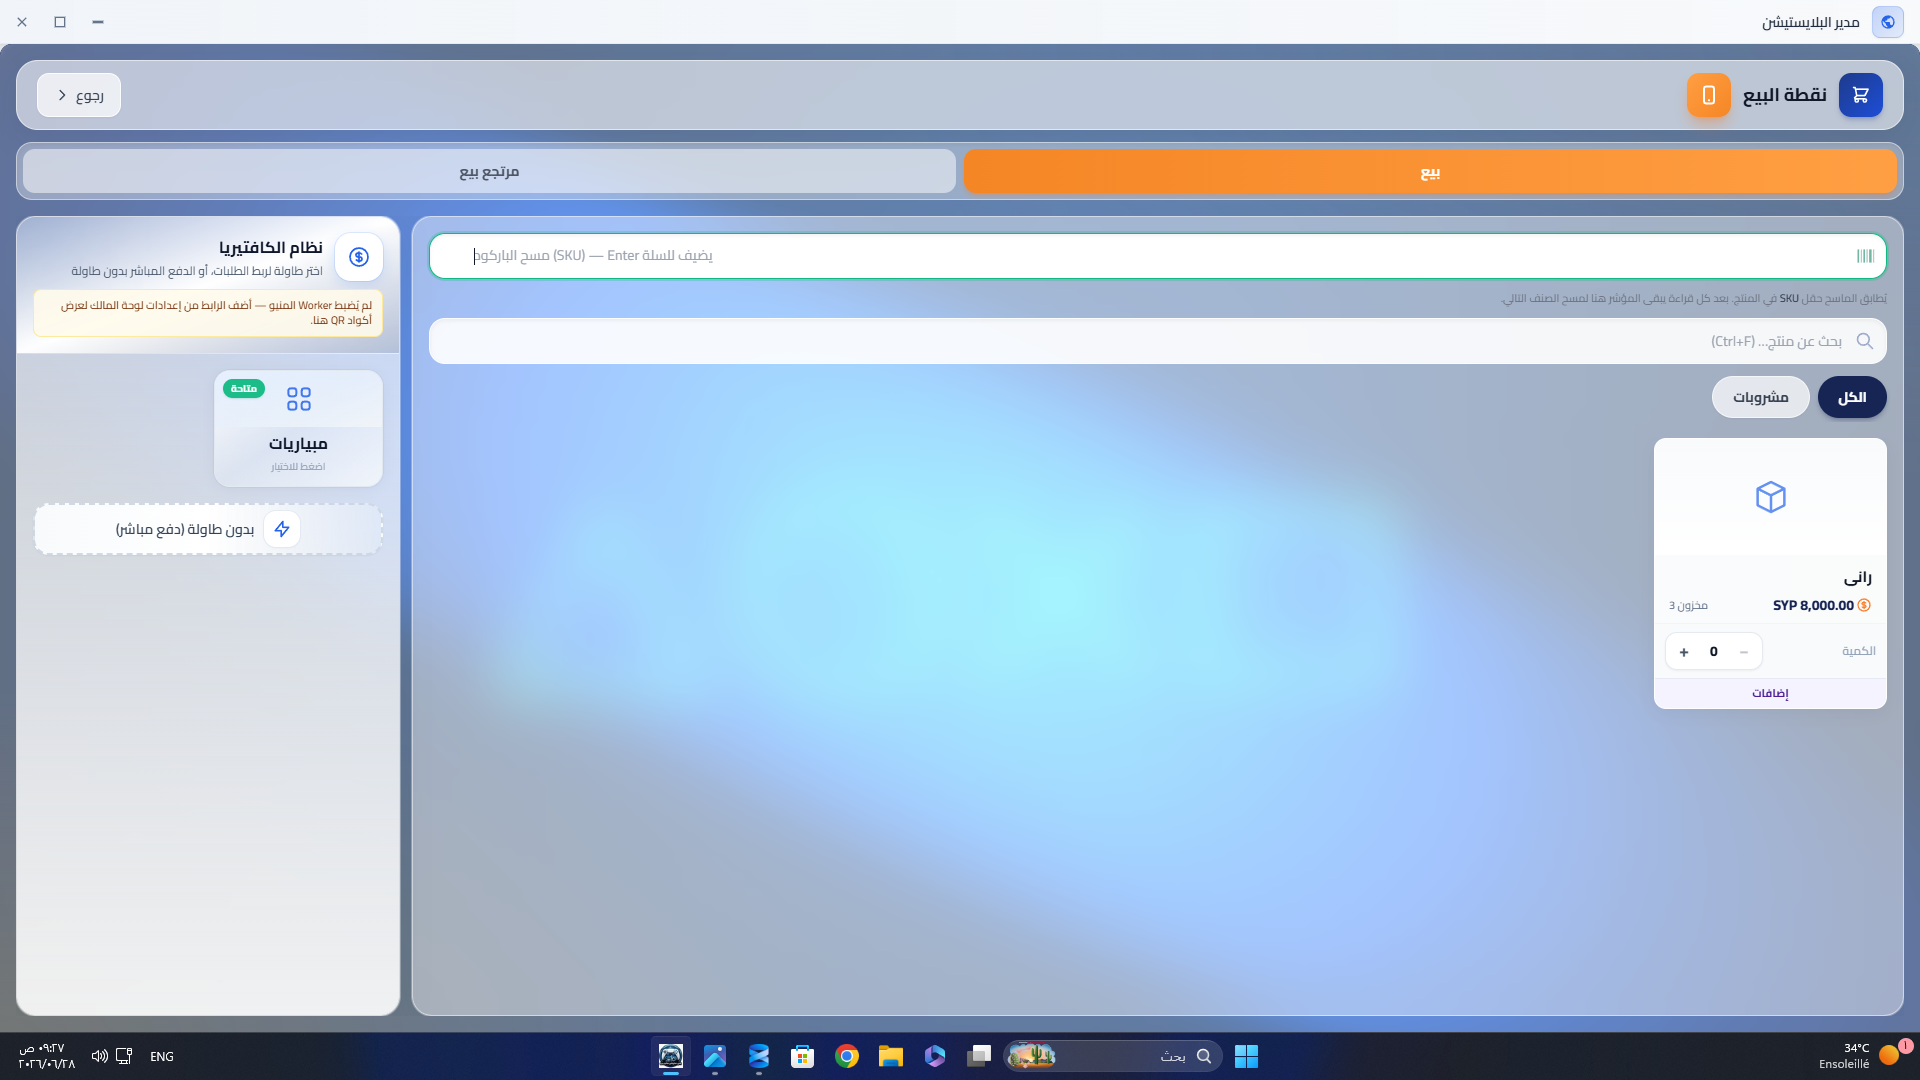 مدير البلايستيشن
نقطة البيع
رجوع
بيع
مرتجع بيع
مسح الباركود (SKU) — Enter يضيف للسلة
يُطابق الماسح حقل SKU في المنتج. بعد كل قراءة يبقى المؤشر هنا لمسح الصنف التالي.
بحث عن منتج... (Ctrl+F)
الكل
مشروبات
راني
SYP 8,000.00
مخزون 3
الكمية
− 0 +
إضافات
نظام الكافتيريا
اختر طاولة لربط الطلبات، أو الدفع المباشر بدون طاولة
لم يُضبط Worker المنيو — أضف الرابط من إعدادات لوحة المالك لعرض
أكواد QR هنا.
متاحة
مبياريات
اضغط للاختيار
بدون طاولة (دفع مباشر)
١
34°C
Ensoleillé
بحث
ENG
٠٩:٢٧ ص
٢٠٢٦/٠٦/٢٨